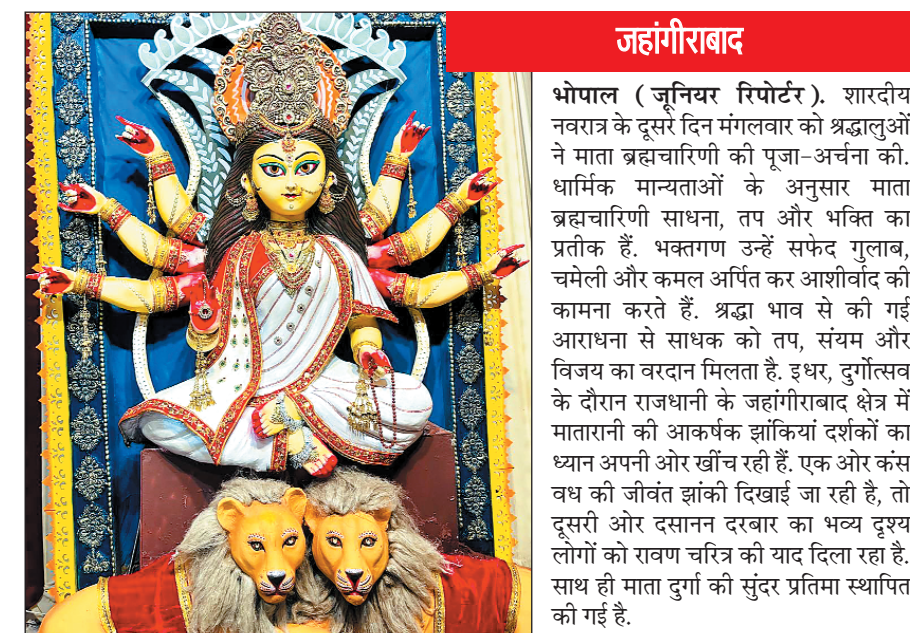 जहांगीराबाद
भोपाल ( जूनियर रिपोर्टर ). शारदीय
नवरात्र के दूसरे दिन मंगलवार को श्रद्धालुओं
ने माता ब्रह्मचारिणी की पूजा-अर्चना की.
धार्मिक मान्यताओं के अनुसार माता
ब्रह्मचारिणी साधना, तप और भक्ति का
प्रतीक हैं. भक्तगण उन्हें सफेद गुलाब,
चमेली और कमल अर्पित कर आशीर्वाद की
कामना करते हैं. श्रद्धा भाव से की गई
आराधना से साधक को तप, संयम और
विजय का वरदान मिलता है. इधर, दुर्गोत्सव
के दौरान राजधानी के जहांगीराबाद क्षेत्र में
मातारानी की आकर्षक झांकियां दर्शकों का
ध्यान अपनी ओर खींच रही हैं. एक ओर कंस
वध की जीवंत झांकी दिखाई जा रही है, तो
दूसरी ओर दसानन दरबार का भव्य दृश्य
लोगों को रावण चरित्र की याद दिला रहा है.
साथ ही माता दुर्गा की सुंदर प्रतिमा स्थापित
की गई है.